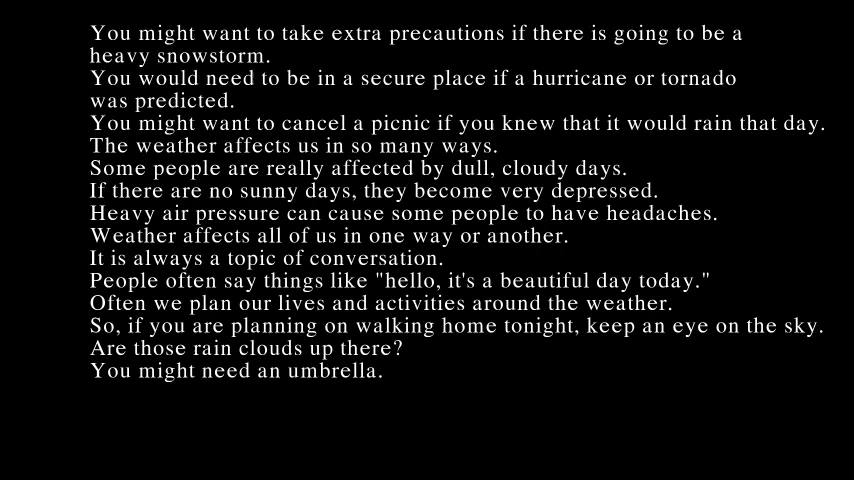 You might want to take extra precautions if there is going to be a
heavy snowstorm.
You would need to be in a secure place if a hurricane or tornado
was predicted.
You might want to cancel a picnic if you knew that it would rain that day.
The weather affects us in so many ways.
Some people are really affected by dull, cloudy days.
If there are no sunny days, they become very depressed.
Heavy air pressure can cause some people to have headaches.
Weather affects all of us in one way or another.
It is always a topic of conversation.
People often say things like "hello, it's a beautiful day today."
Often we plan our lives and activities around the weather.
So, if you are planning on walking home tonight, keep an eye on the sky.
Are those rain clouds up there?
You might need an umbrella.